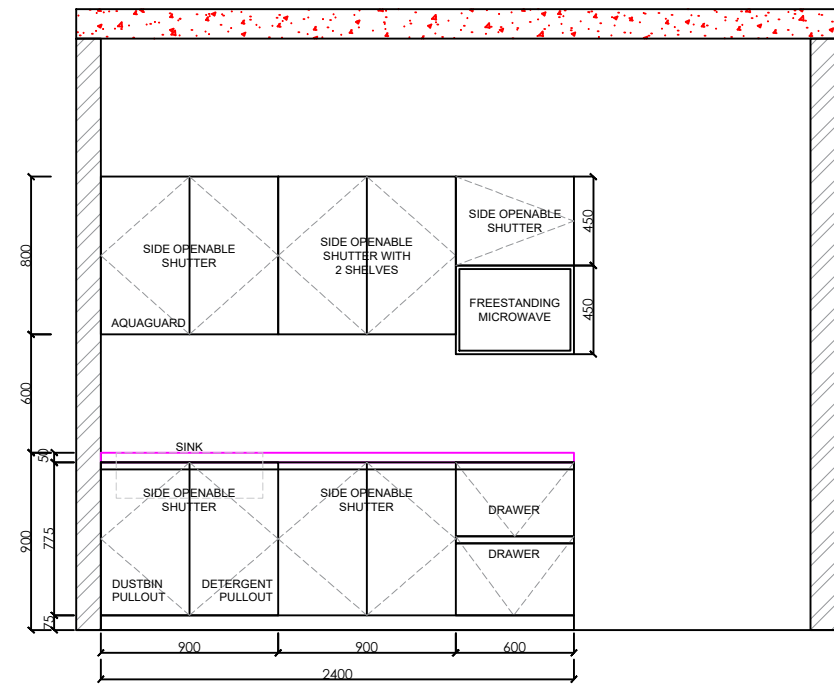 SIDE OPENABLE
SHUTTER
AQUAGUARD
SIDE OPENABLE
SHUTTER WITH
2 SHELVES
SIDE OPENABLE
SHUTTER
FREESTANDING
MICROWAVE
450
450
800
600
50
900
775
75
SINK
SIDE OPENABLE
SHUTTER
DUSTBIN
PULLOUT
DETERGENT
PULLOUT
SIDE OPENABLE
SHUTTER
DRAWER
DRAWER
900
900
600
2400